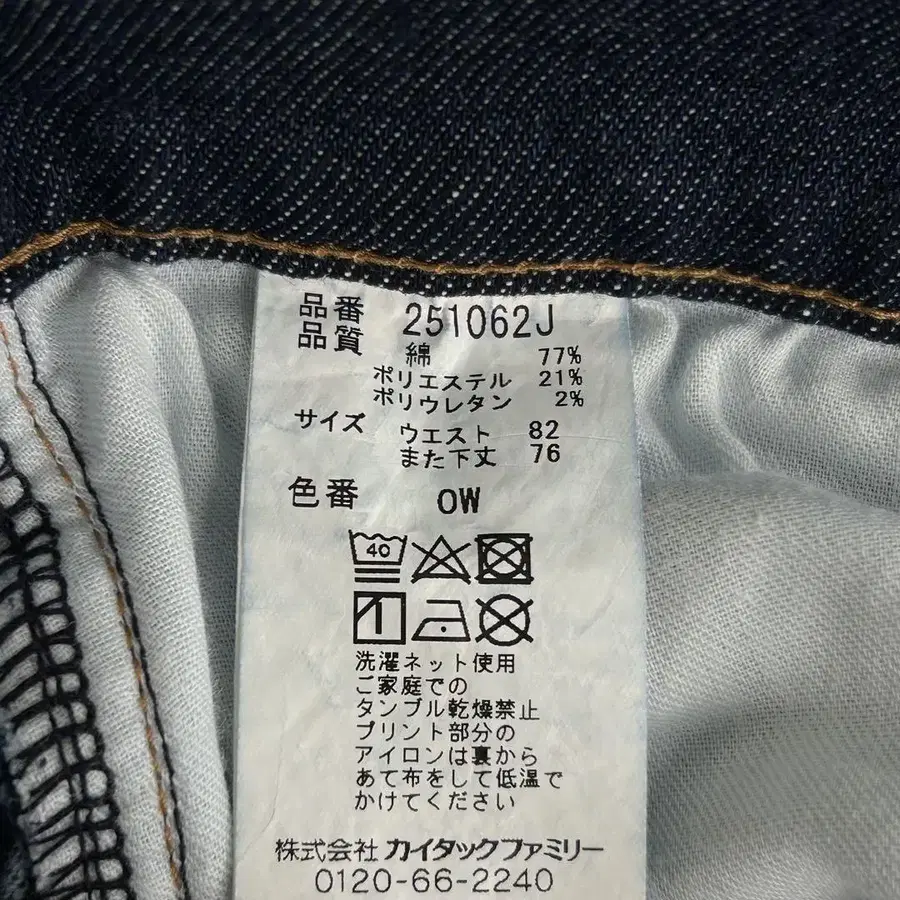 品番 251062J
品質 綿 77%
ポリエステル 21%
ポリウレタン 2%
サイズ ウエスト 82
また下丈 76
色番 OW
40
洗濯ネット使用
ご家庭での
タンブル乾燥禁止
プリント部分の
アイロンは裏から
あて布をして低温で
かけてください
株式会社 カイタックファミリー
0120-66-2240